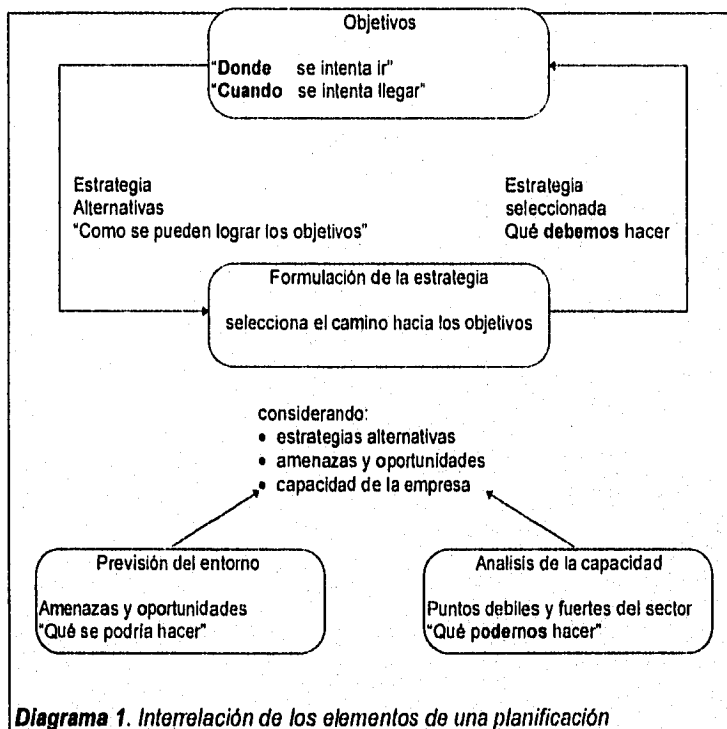 Objetivos
"Donde se intenta ir"
"Cuando se intenta llegar"
Estrategia
Alternativas
"Como se pueden lograr los objetivos"
Estrategia
seleccionada
Qué debemos hacer
Formulación de la estrategia
selecciona el camino hacia los objetivos
considerando:
• estrategias alternativas
• amenazas y oportunidades
• capacidad de la empresa
Previsión del entorno
Amenazas y oportunidades
"Qué se podría hacer"
Analisis de la capacidad
Puntos debiles y fuertes del sector
"Qué podemos hacer"
Diagrama 1. Interrelación de los elementos de una planificación